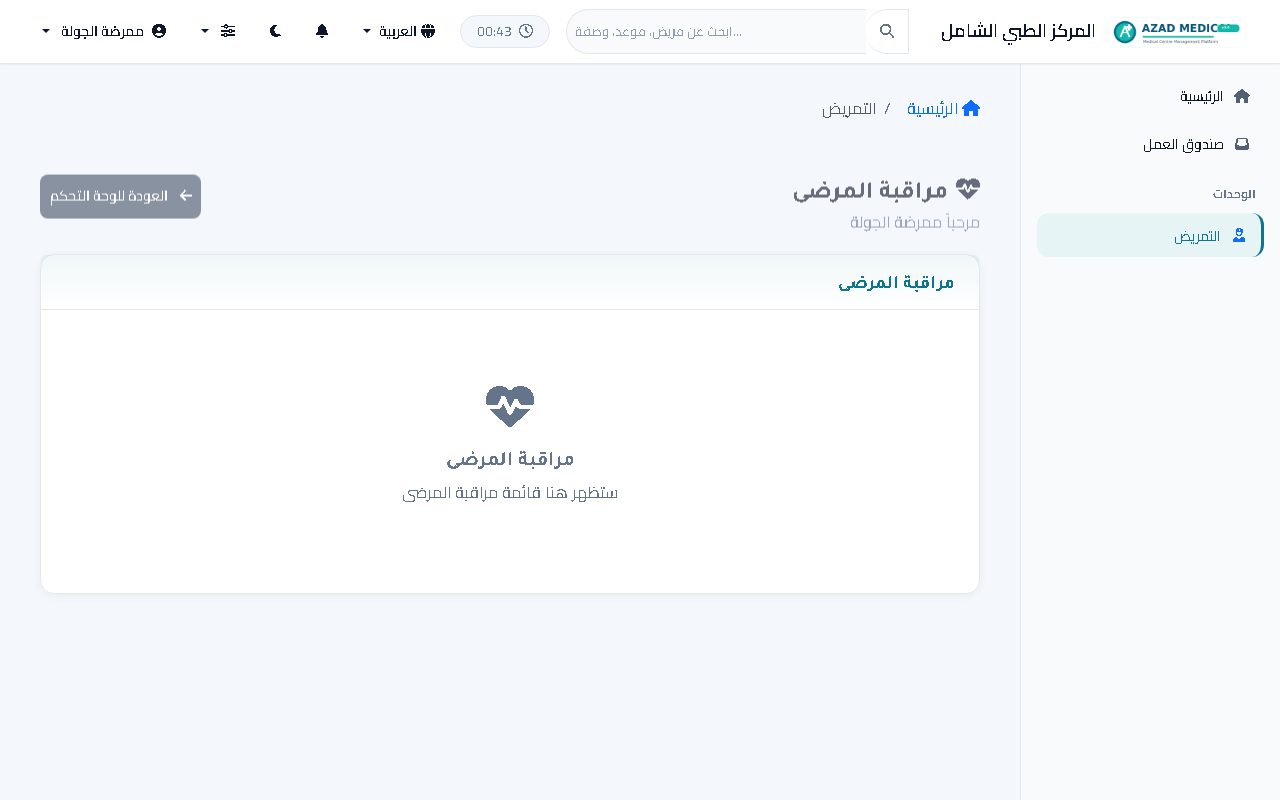 AZAD MEDIC
Medical Centre Management Platform
المركز الطبي الشامل
ابحث عن مريض، موعد، وصفة...
00:43
العربية
ممرضة الجولة
الرئيسية
صندوق العمل
الوحدات
التمريض
الرئيسية / التمريض
مراقبة المرضى
مرحباً ممرضة الجولة
العودة للوحة التحكم
مراقبة المرضى
مراقبة المرضى
ستظهر هنا قائمة مراقبة المرضى